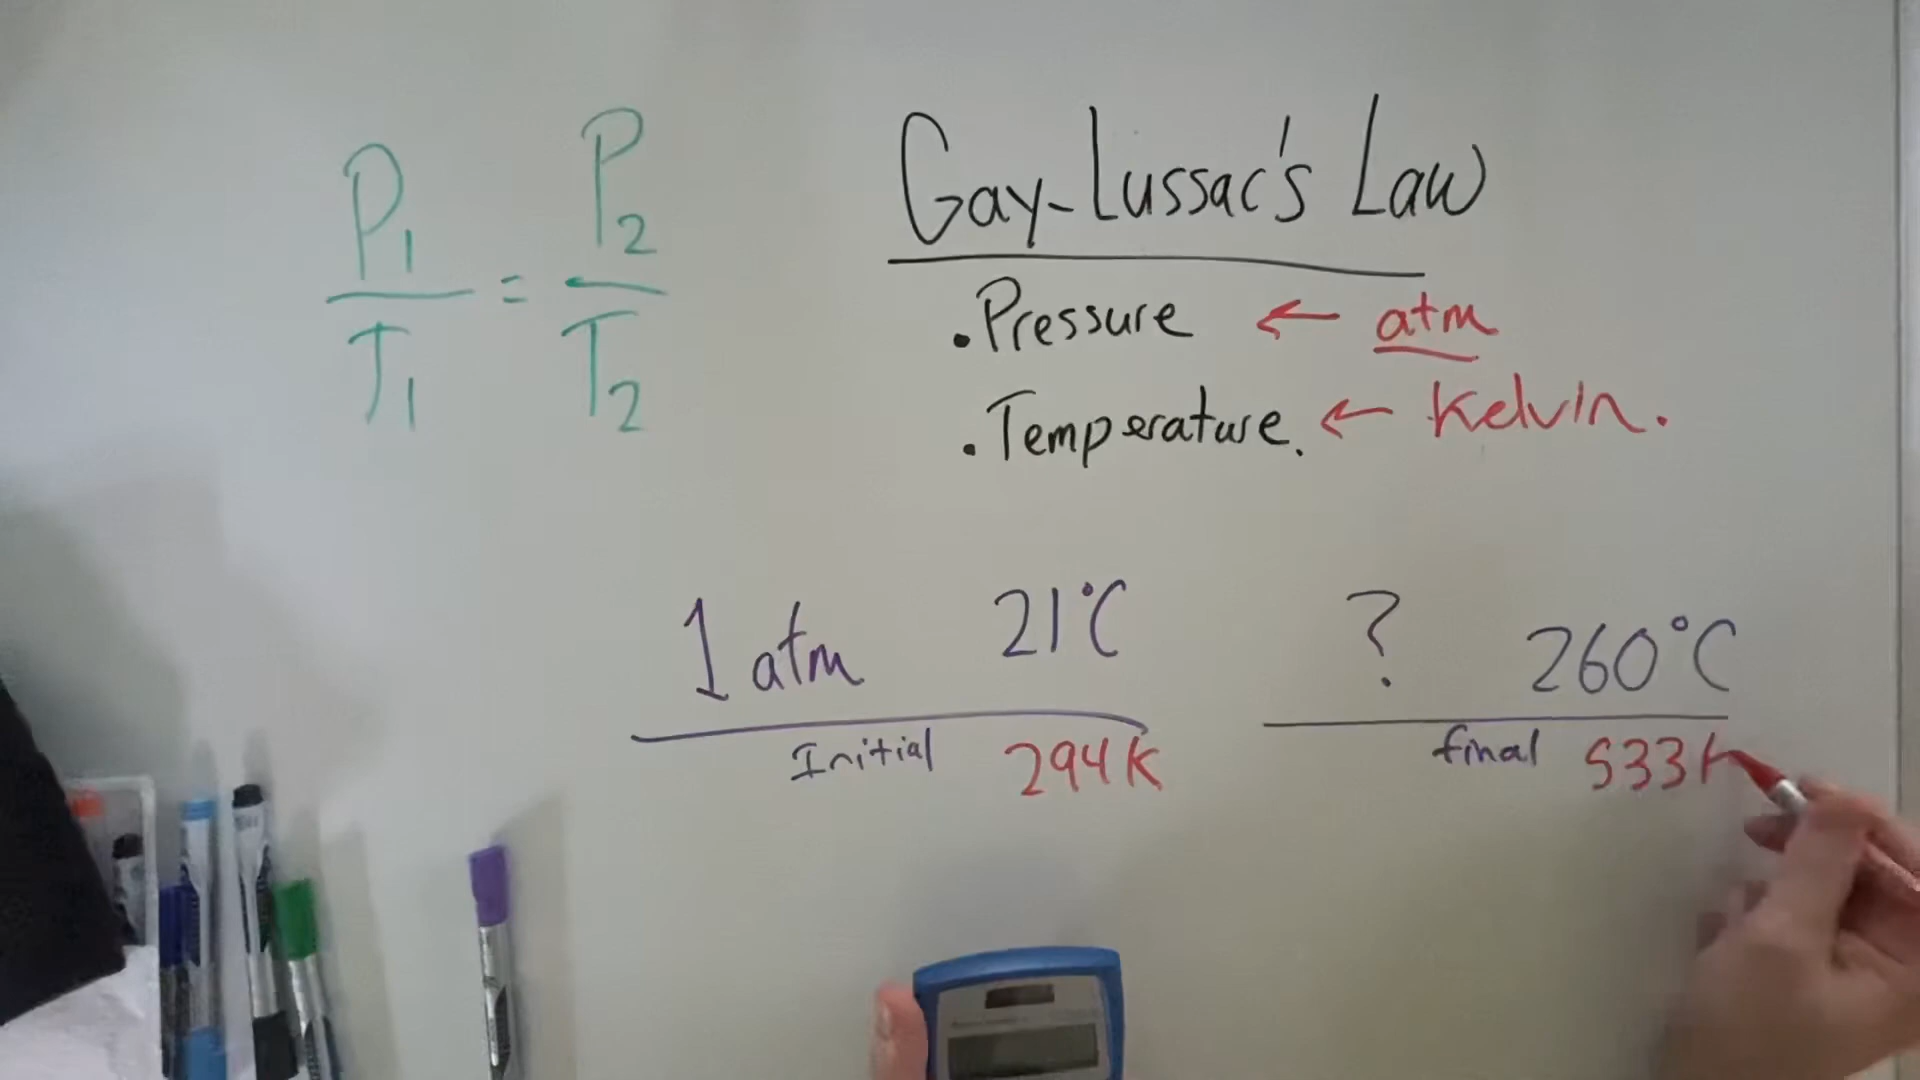 P₁/T₁ = P₂/T₂
Gay-Lussac's Law
• Pressure ← atm
• Temperature. ← Kelvin.
1 atm 21°C
Initial 294K
? 260°C
final 533K